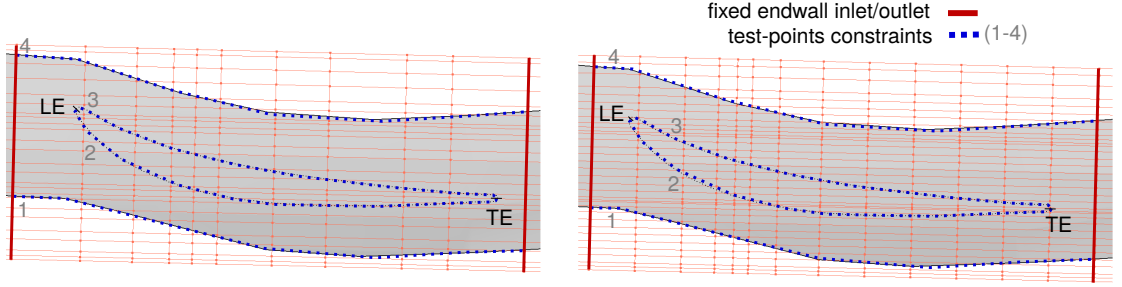 fixed endwall inlet/outlet
test-points constraints (1-4)
4
LE
3
2
1
TE
4
LE
3
2
1
TE